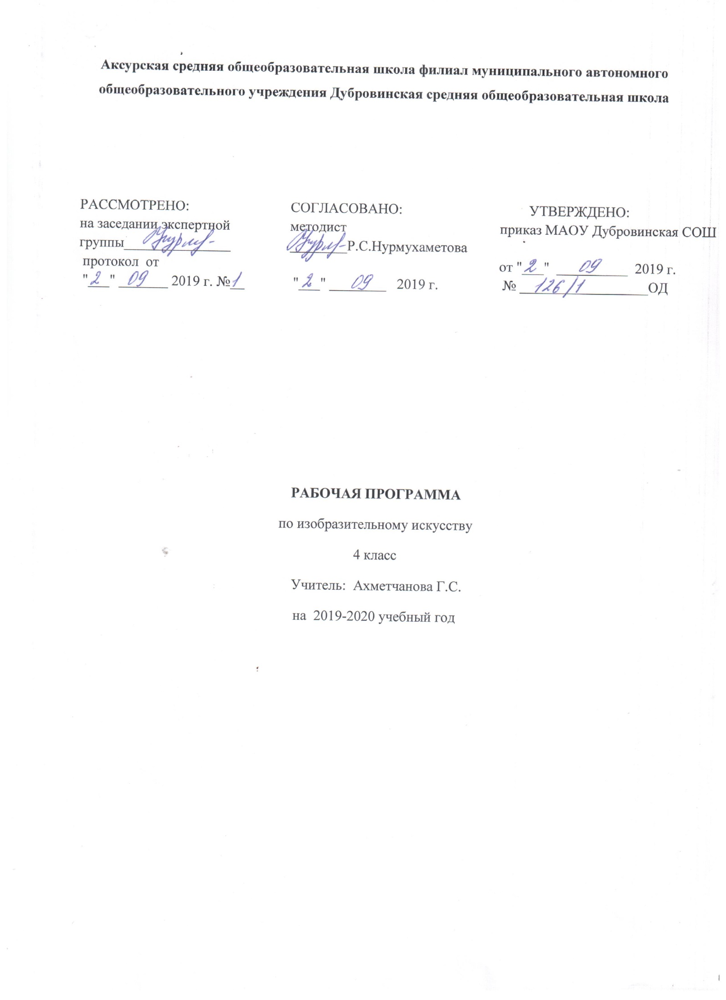 Аксурская средняя общеобразовательная школа филиал муниципального автономного
общеобразовательного учреждения Дубровинская средняя общеобразовательная школа
РАССМОТРЕНО:
на заседании экспертной
группы
протокол от
"2" 09 2019 г. №1
СОГЛАСОВАНО:
методист
Р.С.Нурмухаметова
"2" 09 2019 г.
УТВЕРЖДЕНО:
приказ МАОУ Дубровинская СОШ
от "2" 09 2019 г.
№ 126/1 ОД
РАБОЧАЯ ПРОГРАММА
по изобразительному искусству
4 класс
Учитель: Ахметчанова Г.С.
на 2019-2020 учебный год